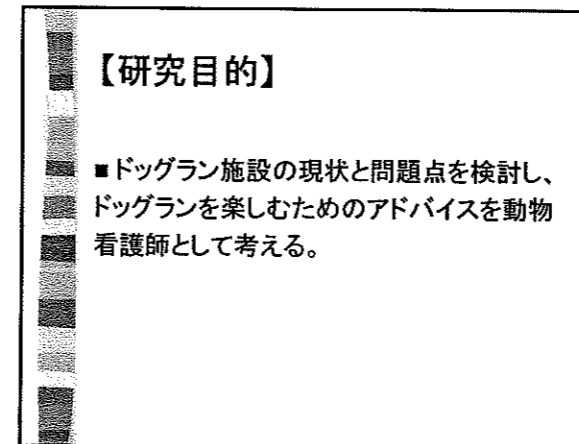 【研究目的】
■ドッグラン施設の現状と問題点を検討し、
ドッグランを楽しむためのアドバイスを動物
看護師として考える。